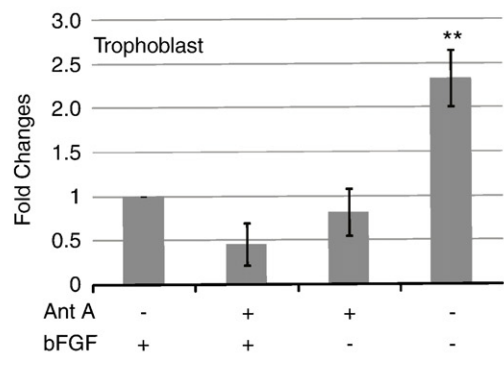 3.0
Trophoblast
**
2.5
2.0
1.5
1
0.5
0
Fold Changes
Ant A - + + -
bFGF + + - -